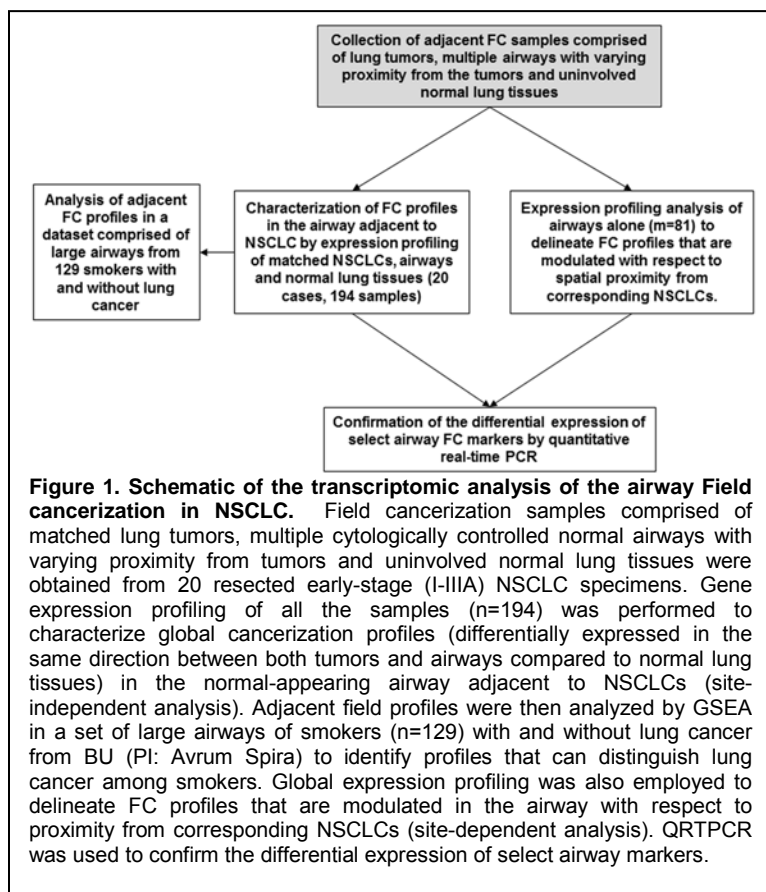 Collection of adjacent FC samples comprised
of lung tumors, multiple airways with varying
proximity from the tumors and uninvolved
normal lung tissues
Analysis of adjacent
FC profiles in a
dataset comprised of
large airways from
129 smokers with
and without lung
cancer
Characterization of FC profiles
in the airway adjacent to
NSCLC by expression profiling
of matched NSCLCs, airways
and normal lung tissues (20
cases, 194 samples)
Expression profiling analysis of
airways alone (m=81) to
delineate FC profiles that are
modulated with respect to
spatial proximity from
corresponding NSCLCs.
Confirmation of the differential expression of
select airway FC markers by quantitative
real-time PCR
Figure 1. Schematic of the transcriptomic analysis of the airway Field
cancerization in NSCLC. Field cancerization samples comprised of
matched lung tumors, multiple cytologically controlled normal airways with
varying proximity from tumors and uninvolved normal lung tissues were
obtained from 20 resected early-stage (I-IIIA) NSCLC specimens. Gene
expression profiling of all the samples (n=194) was performed to
characterize global cancerization profiles (differentially expressed in the
same direction between both tumors and airways compared to normal lung
tissues) in the normal-appearing airway adjacent to NSCLCs (site-
independent analysis). Adjacent field profiles were then analyzed by GSEA
in a set of large airways of smokers (n=129) with and without lung cancer
from BU (PI: Avrum Spira) to identify profiles that can distinguish lung
cancer among smokers. Global expression profiling was also employed to
delineate FC profiles that are modulated in the airway with respect to
proximity from corresponding NSCLCs (site-dependent analysis). QRTPCR
was used to confirm the differential expression of select airway markers.